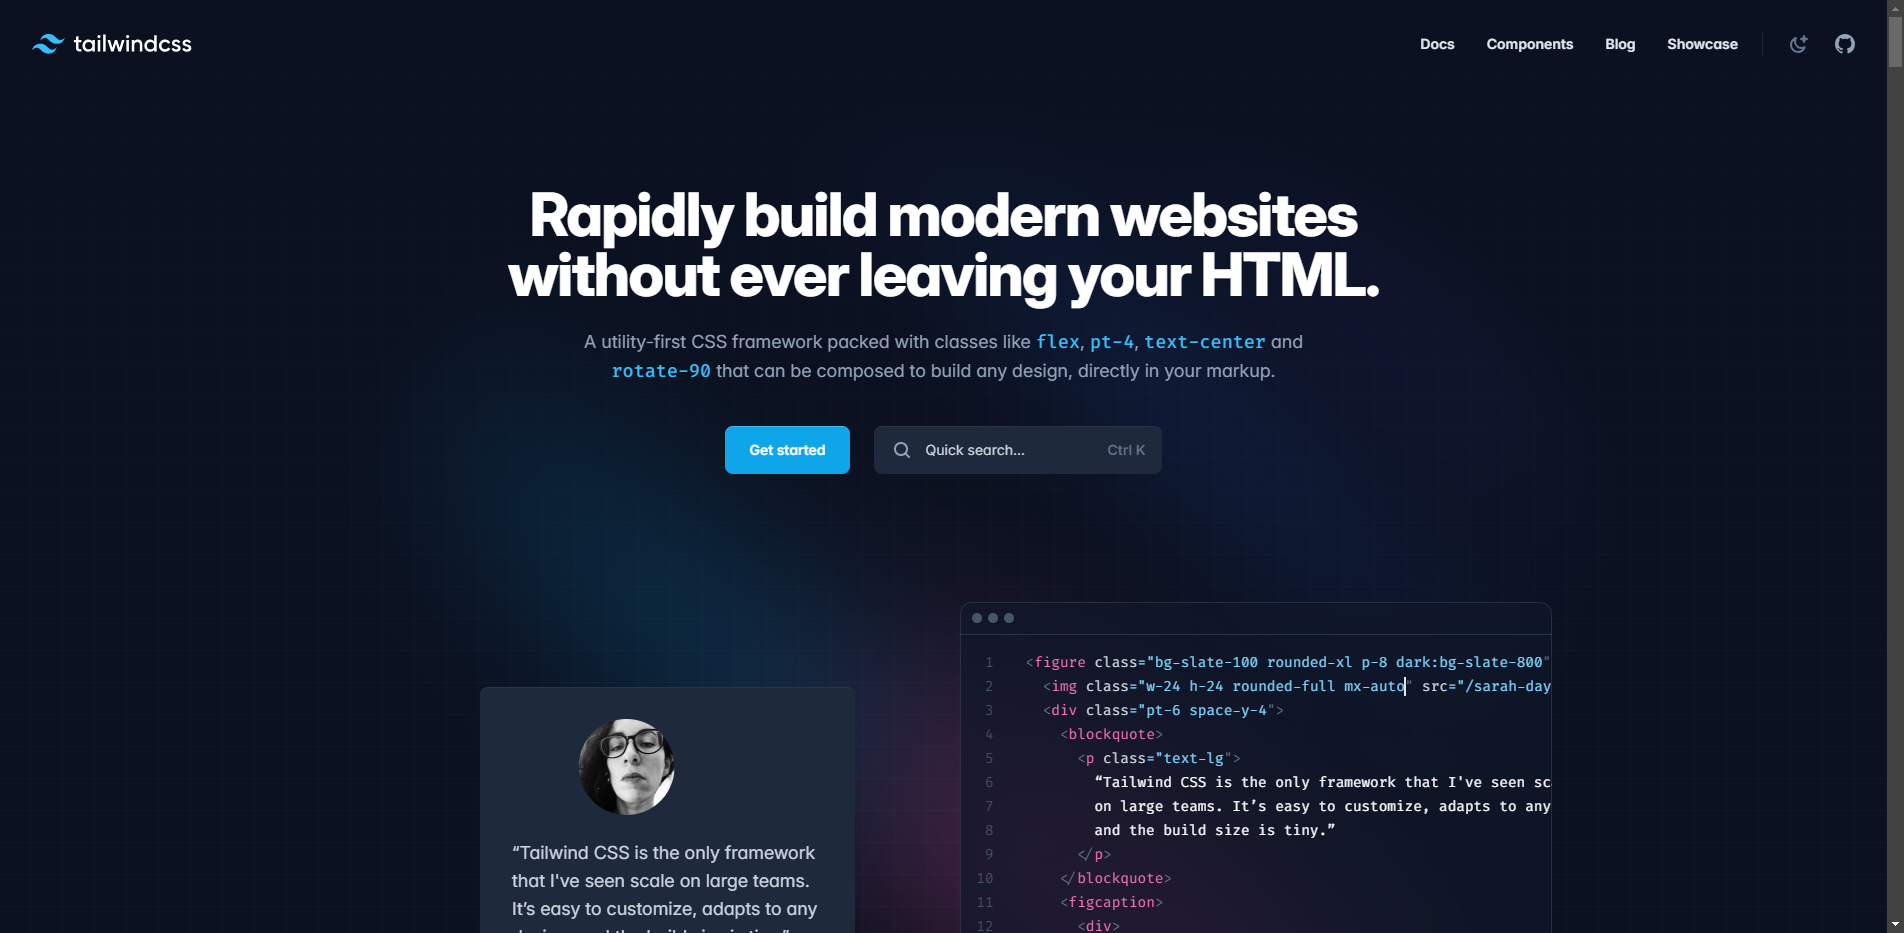 tailwindcss
Docs Components Blog Showcase
Rapidly build modern websites
without ever leaving your HTML.
A utility-first CSS framework packed with classes like flex, pt-4, text-center and
rotate-90 that can be composed to build any design, directly in your markup.
Get started
Quick search... Ctrl K
“Tailwind CSS is the only framework
that I've seen scale on large teams.
It’s easy to customize, adapts to any
1 <figure class="bg-slate-100 rounded-xl p-8 dark:bg-slate-800"
2 <img class="w-24 h-24 rounded-full mx-auto" src="/sarah-day
3 <div class="pt-6 space-y-4">
4 <blockquote>
5 <p class="text-lg">
6 “Tailwind CSS is the only framework that I've seen sc
7 on large teams. It’s easy to customize, adapts to any
8 and the build size is tiny.”
9 </p>
10 </blockquote>
11 <figcaption>
12 <div>